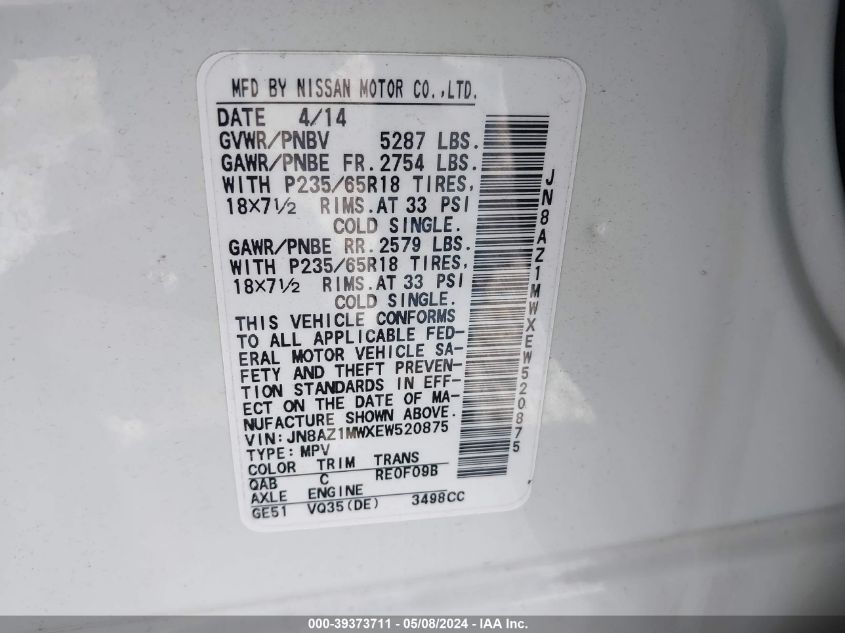 MFD BY NISSAN MOTOR CO.,LTD.
DATE 4/14
GVWR/PNBV 5287 LBS.
GAWR/PNBE FR.2754 LBS.
WITH P235/65R18 TIRES,
18X7½ RIMS.AT 33 PSI
COLD SINGLE.
GAWR/PNBE RR.2579 LBS.
WITH P235/65R18 TIRES,
18X7½ RIMS.AT 33 PSI
COLD SINGLE.
THIS VEHICLE CONFORMS
TO ALL APPLICABLE FED-
ERAL MOTOR VEHICLE SA-
FETY AND THEFT PREVEN-
TION STANDARDS IN EFF-
ECT ON THE DATE OF MA-
NUFACTURE SHOWN ABOVE.
VIN: JN8AZ1MWXEW520875
TYPE: MPV
COLOR TRIM TRANS
QAB C RE0F09B
AXLE ENGINE
GE51 VQ35(DE) 3498CC
JN8AZ1MWXEW520875
000-39373711 - 05/08/2024 - IAA Inc.